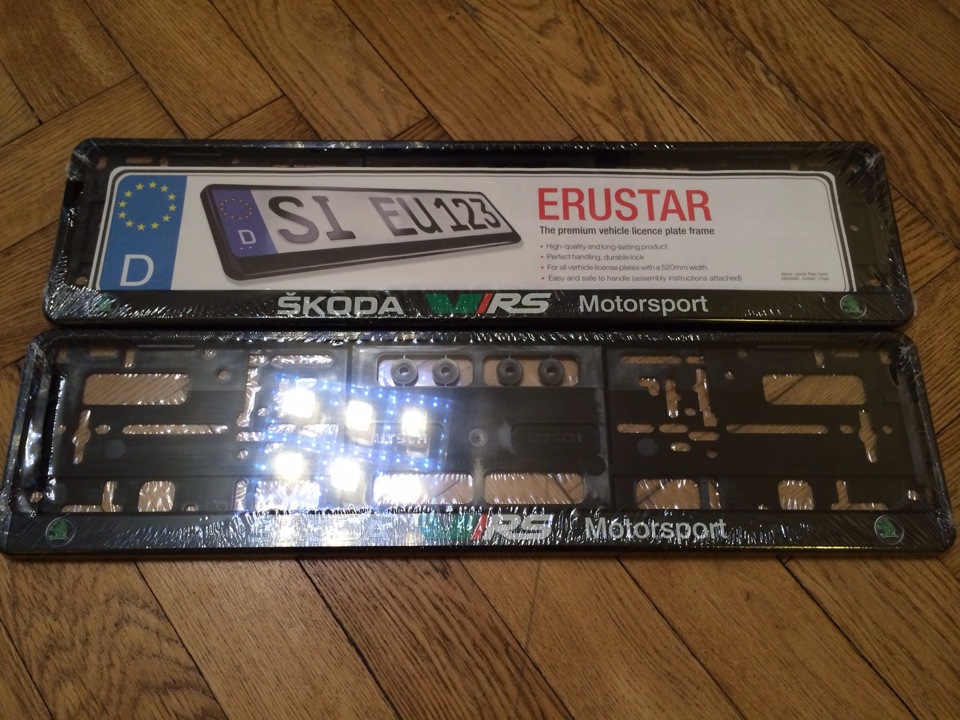 D
D
SI EU123
ERUSTAR
The premium vehicle licence plate frame
• High-quality and long-lasting product
• Perfect handling, durable lock
• For all verhicle license plates with a 520mm width
• Easy and safe to handle (assembly instructions attached)
ŠKODA V/RS Motorsport
V/RS Motorsport